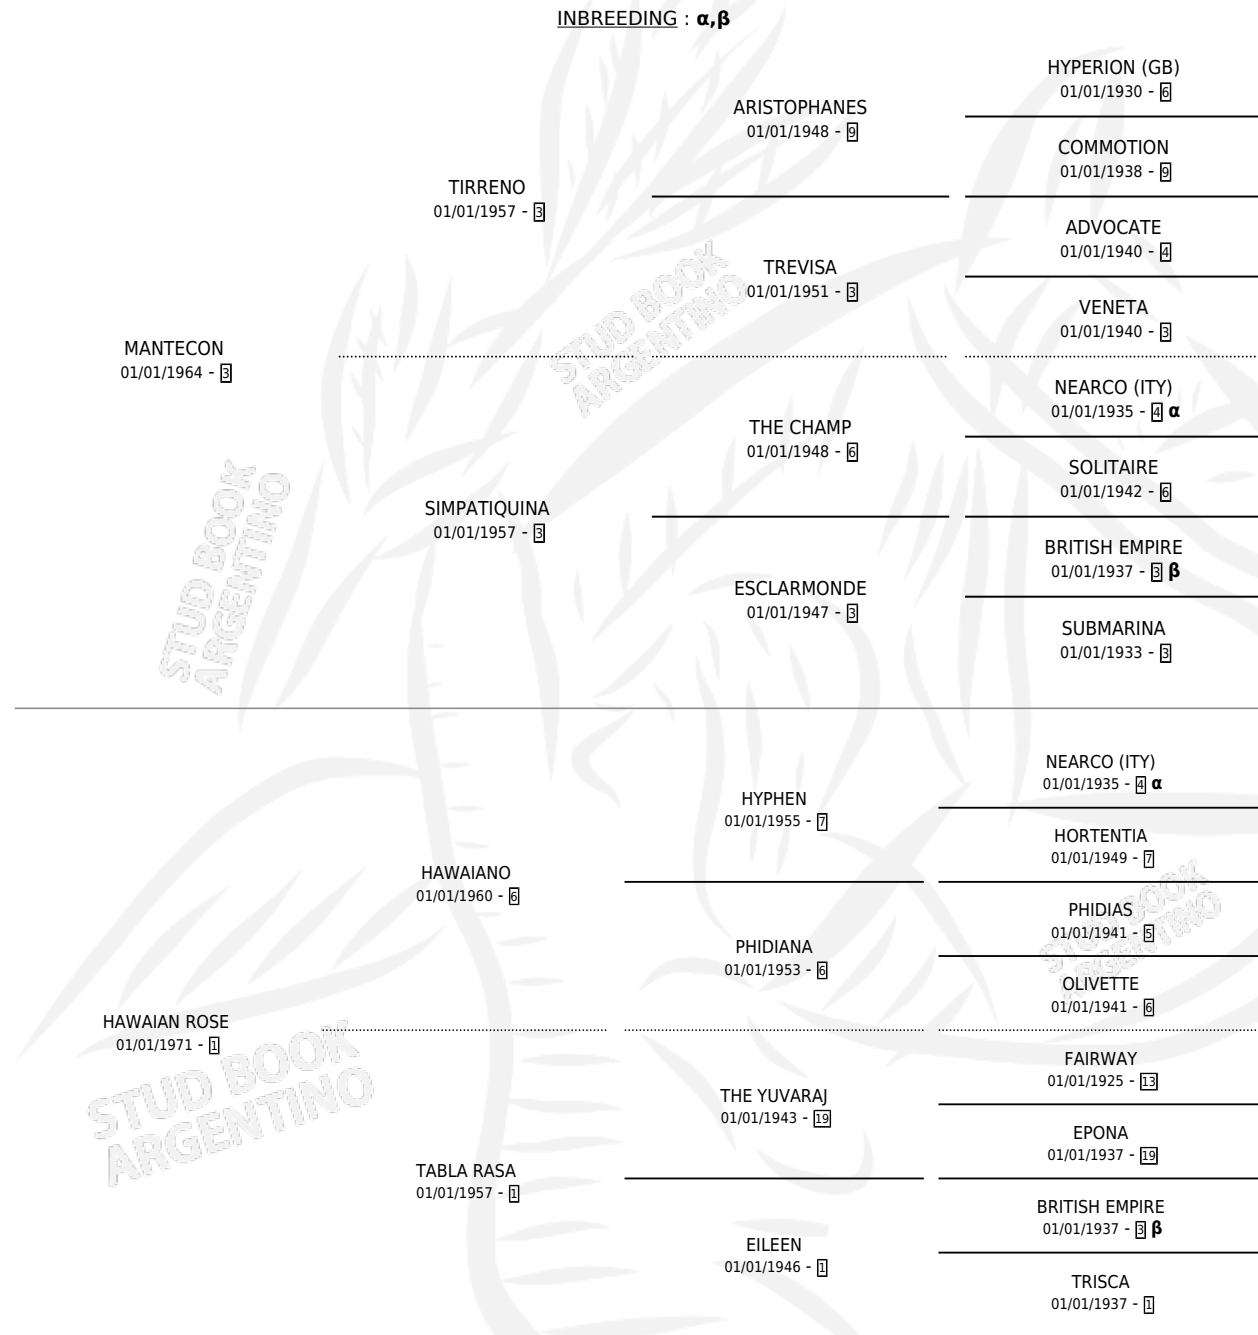 INBREEDING : α,β
HYPERION (GB)
01/01/1930 - 6
ARISTOPHANES
01/01/1948 - 9
COMMOTION
01/01/1938 - 9
TIRRENO
01/01/1957 - 3
ADVOCATE
01/01/1940 - 4
TREVISA
01/01/1951 - 3
VENETA
01/01/1940 - 3
MANTECON
01/01/1964 - 3
NEARCO (ITY)
01/01/1935 - 4 α
THE CHAMP
01/01/1948 - 6
SOLITAIRE
01/01/1942 - 6
SIMPATIQUINA
01/01/1957 - 3
BRITISH EMPIRE
01/01/1937 - 3 β
ESCLARMONDE
01/01/1947 - 3
SUBMARINA
01/01/1933 - 3
NEARCO (ITY)
01/01/1935 - 4 α
HYPHEN
01/01/1955 - 7
HORTENTIA
01/01/1949 - 7
HAWAIANO
01/01/1960 - 6
PHIDIAS
01/01/1941 - 5
PHIDIANA
01/01/1953 - 6
OLIVETTE
01/01/1941 - 6
HAWAIAN ROSE
01/01/1971 - 1
FAIRWAY
01/01/1925 - 13
THE YUVARAJ
01/01/1943 - 19
EPONA
01/01/1937 - 19
TABLA RASA
01/01/1957 - 1
BRITISH EMPIRE
01/01/1937 - 3 β
EILEEN
01/01/1946 - 1
TRISCA
01/01/1937 - 1
STUD BOOK
ARGENTINO
STUD BOOK
ARGENTINO
STUD BOOK
ARGENTINO
STUD BOOK
ARGENTINO